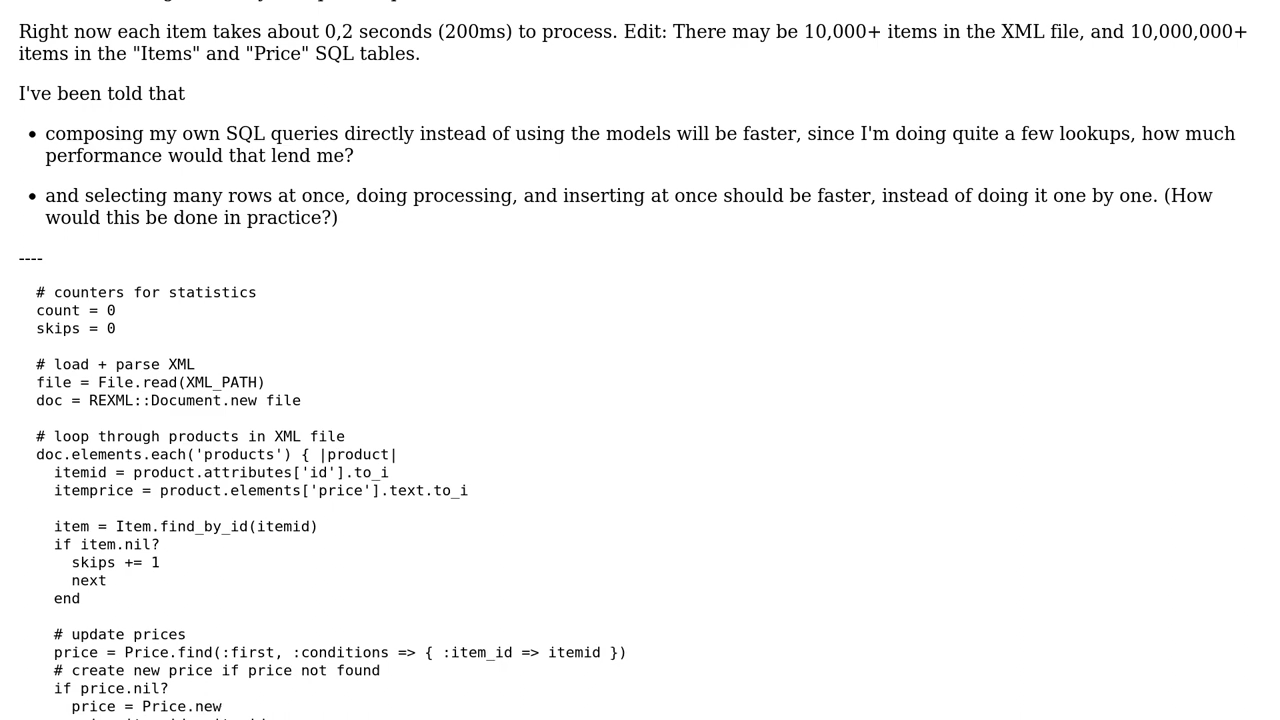 Right now each item takes about 0,2 seconds (200ms) to process. Edit: There may be 10,000+ items in the XML file, and 10,000,000+
items in the "Items" and "Price" SQL tables.
I've been told that
• composing my own SQL queries directly instead of using the models will be faster, since I'm doing quite a few lookups, how much
performance would that lend me?
• and selecting many rows at once, doing processing, and inserting at once should be faster, instead of doing it one by one. (How
would this be done in practice?)
----
# counters for statistics
count = 0
skips = 0
# load + parse XML
file = File.read(XML_PATH)
doc = REXML::Document.new file
# loop through products in XML file
doc.elements.each('products') { |product|
itemid = product.attributes['id'].to_i
itemprice = product.elements['price'].text.to_i
item = Item.find_by_id(itemid)
if item.nil?
skips += 1
next
end
# update prices
price = Price.find(:first, :conditions => { :item_id => itemid })
# create new price if price not found
if price.nil?
price = Price.new